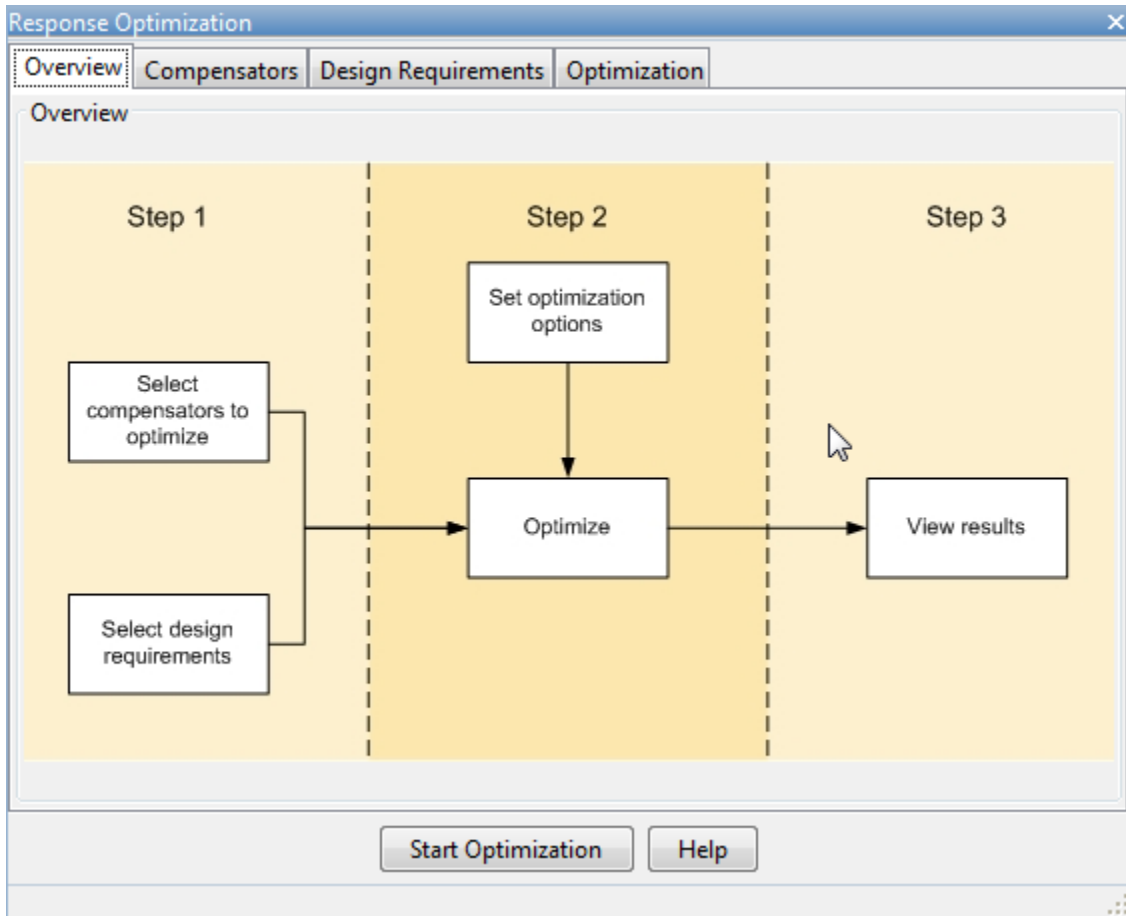 Response Optimization
Overview
Compensators
Design Requirements
Optimization
Overview
Step 1
Step 2
Step 3
Set optimization
options
Select
compensators to
optimize
Optimize
View results
Select design
requirements
Start Optimization
Help